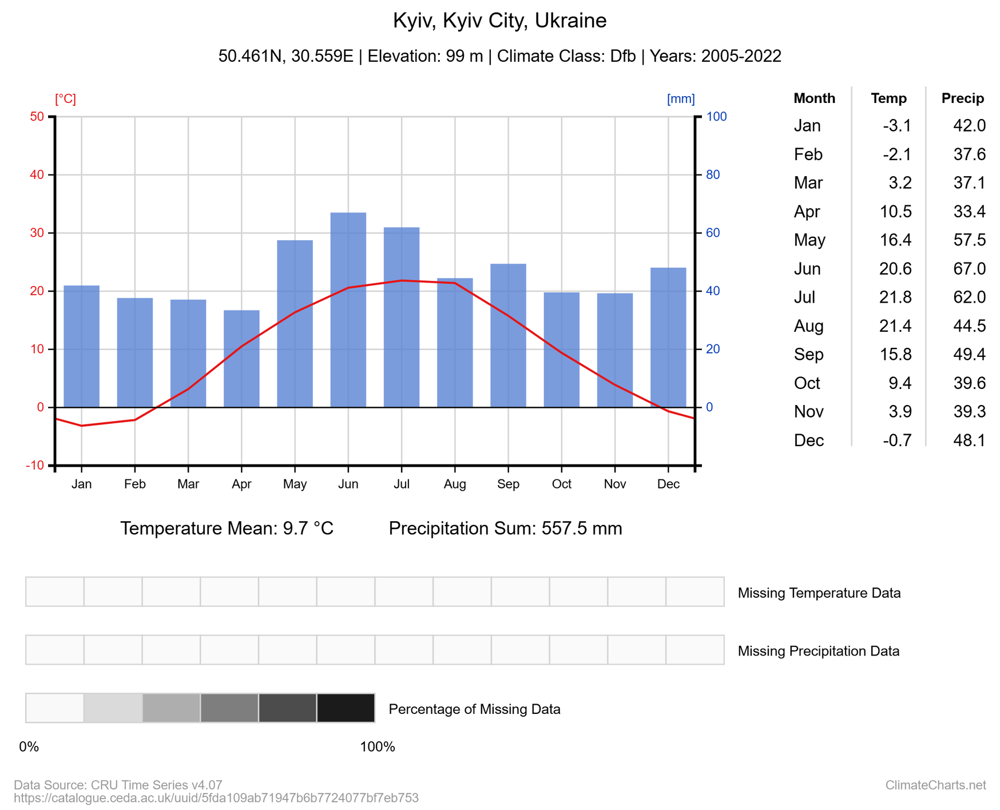 Kyiv, Kyiv City, Ukraine
50.461N, 30.559E | Elevation: 99 m | Climate Class: Dfb | Years: 2005-2022
[°C]
[mm]
50
40
30
20
10
0
-10
100
80
60
40
20
0
Jan Feb Mar Apr May Jun Jul Aug Sep Oct Nov Dec
Month Temp Precip
Jan -3.1 42.0
Feb -2.1 37.6
Mar 3.2 37.1
Apr 10.5 33.4
May 16.4 57.5
Jun 20.6 67.0
Jul 21.8 62.0
Aug 21.4 44.5
Sep 15.8 49.4
Oct 9.4 39.6
Nov 3.9 39.3
Dec -0.7 48.1
Temperature Mean: 9.7 °C Precipitation Sum: 557.5 mm
Missing Temperature Data
Missing Precipitation Data
Percentage of Missing Data
0% 100%
Data Source: CRU Time Series v4.07
https://catalogue.ceda.ac.uk/uuid/5fda109ab71947b6b7724077bf7eb753
ClimateCharts.net